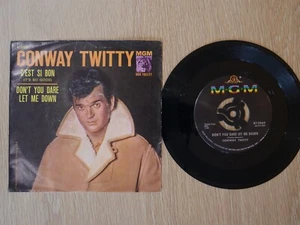 CONWAY TWITTY
MGM
C'EST SI BON
(IT'S SO GOOD)
DON'T YOU DARE
LET ME DOWN
M-G-M
DON'T YOU DARE LET ME DOWN
CONWAY TWITTY